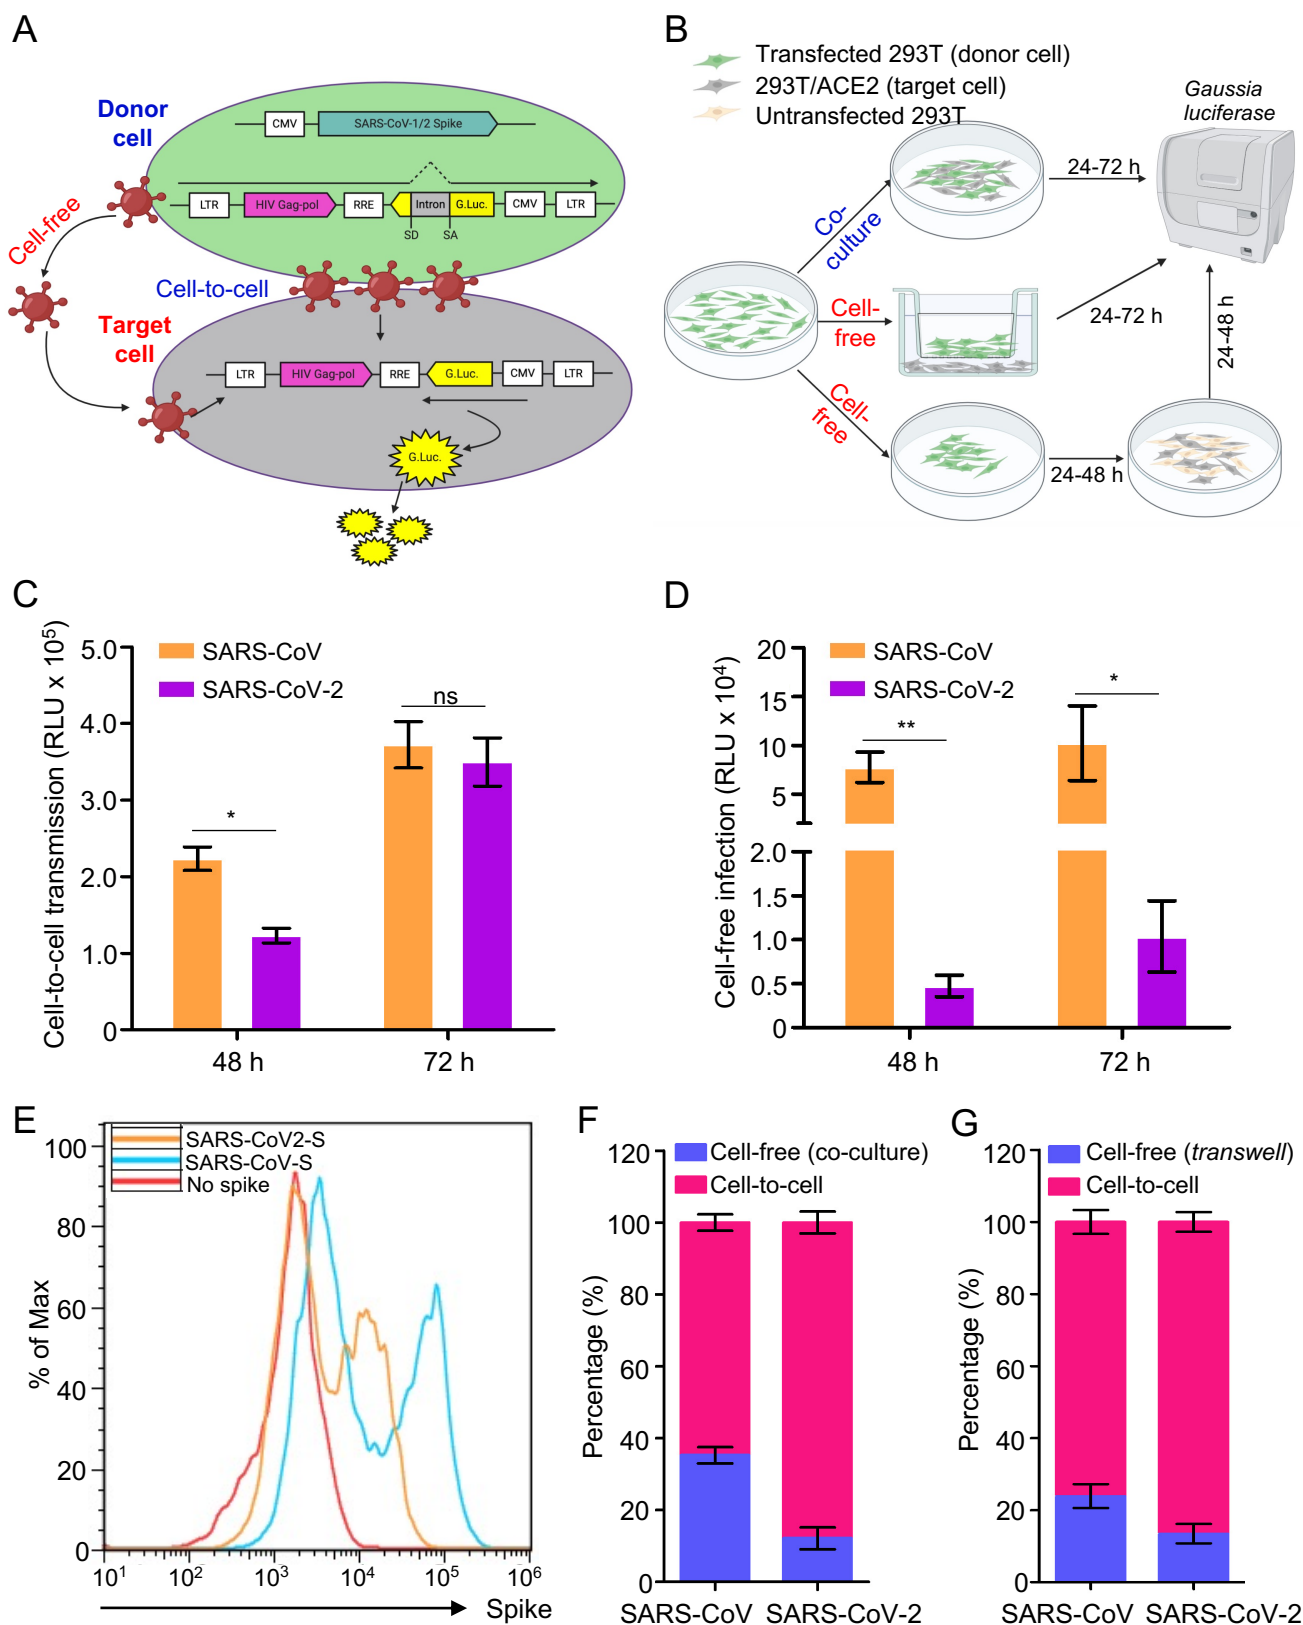 A
Donor
cell
CMV
SARS-CoV-1/2 Spike
LTR
HIV Gag-pol
RRE
Intron
G.Luc.
CMV
LTR
SD
SA
Cell-free
Cell-to-cell
Target
cell
LTR
HIV Gag-pol
RRE
G.Luc.
CMV
LTR
G.Luc.
B
Transfected 293T (donor cell)
293T/ACE2 (target cell)
Untransfected 293T
Gaussia
luciferase
Co-
culture
24-72 h
Cell-
free
24-72 h
24-48 h
Cell-
free
24-48 h
C
Cell-to-cell transmission (RLU x 10⁵)
5.0
4.0
3.0
2.0
1.0
0
SARS-CoV
SARS-CoV-2
*
ns
48 h
72 h
D
Cell-free infection (RLU x 10⁴)
20
15
10
5
2.0
1.5
1.0
0.5
0
SARS-CoV
SARS-CoV-2
**
*
48 h
72 h
E
% of Max
100
80
60
40
20
0
SARS-CoV2-S
SARS-CoV-S
No spike
10¹
10²
10³
10⁴
10⁵
10⁶
Spike
F
Percentage (%)
120
100
80
60
40
20
0
Cell-free (co-culture)
Cell-to-cell
SARS-CoV
SARS-CoV-2
G
Percentage (%)
120
100
80
60
40
20
0
Cell-free (transwell)
Cell-to-cell
SARS-CoV
SARS-CoV-2